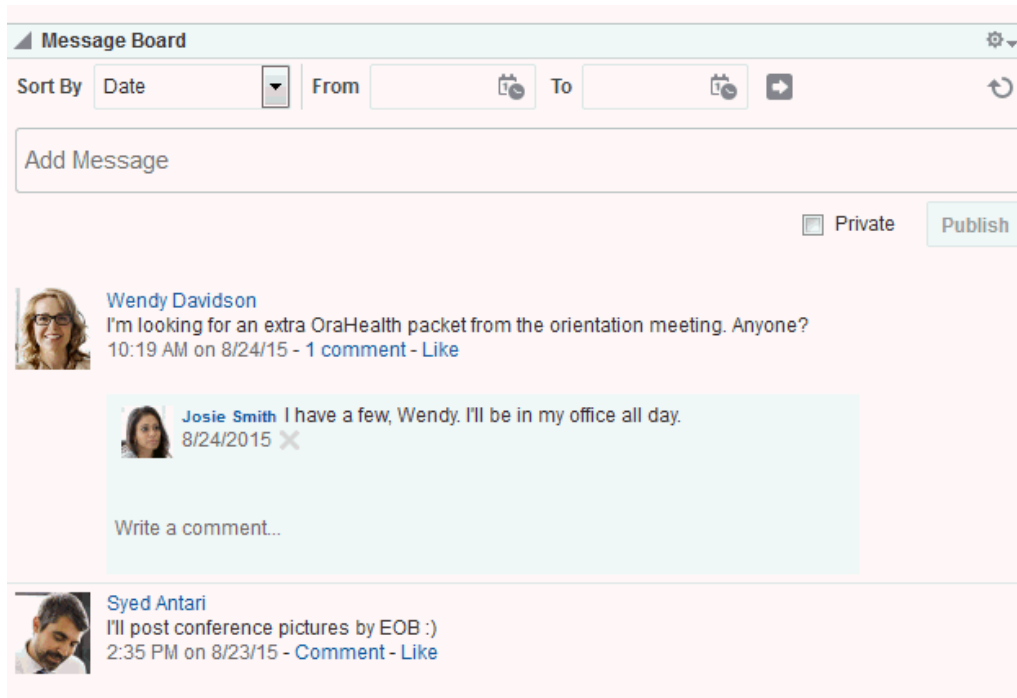 Message Board
Sort By Date From To
Add Message
Private Publish
Wendy Davidson
I'm looking for an extra OraHealth packet from the orientation meeting. Anyone?
10:19 AM on 8/24/15 - 1 comment - Like
Josie Smith I have a few, Wendy. I'll be in my office all day.
8/24/2015
Write a comment...
Syed Antari
I'll post conference pictures by EOB :)
2:35 PM on 8/23/15 - Comment - Like